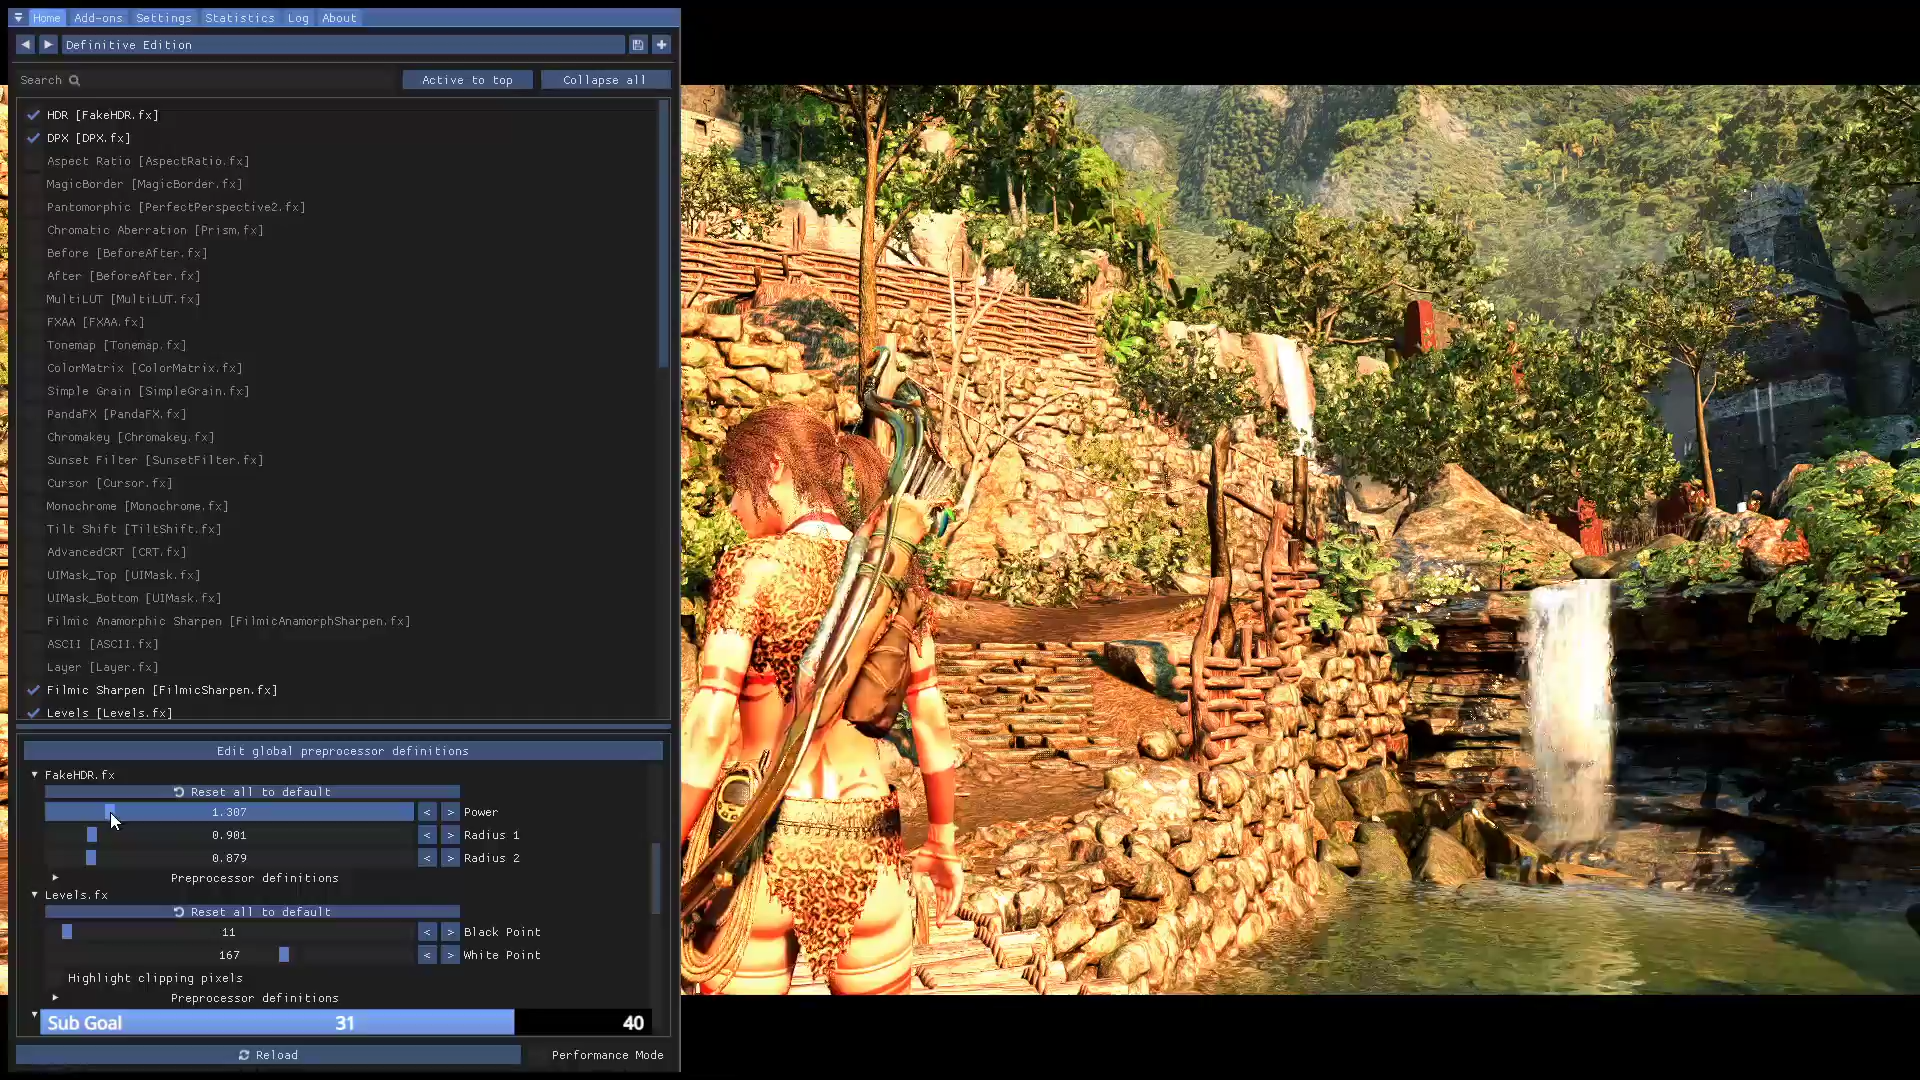 Home Add-ons Settings Statistics Log About
Definitive Edition
Search Active to top Collapse all
HDR [FakeHDR.fx]
DPX [DPX.fx]
Aspect Ratio [AspectRatio.fx]
MagicBorder [MagicBorder.fx]
Pantomorphic [PerfectPerspective2.fx]
Chromatic Aberration [Prism.fx]
Before [BeforeAfter.fx]
After [BeforeAfter.fx]
MultiLUT [MultiLUT.fx]
FXAA [FXAA.fx]
Tonemap [Tonemap.fx]
ColorMatrix [ColorMatrix.fx]
Simple Grain [SimpleGrain.fx]
PandaFX [PandaFX.fx]
Chromakey [Chromakey.fx]
Sunset Filter [SunsetFilter.fx]
Cursor [Cursor.fx]
Monochrome [Monochrome.fx]
Tilt Shift [TiltShift.fx]
AdvancedCRT [CRT.fx]
UIMask_Top [UIMask.fx]
UIMask_Bottom [UIMask.fx]
Filmic Anamorphic Sharpen [FilmicAnamorphSharpen.fx]
ASCII [ASCII.fx]
Layer [Layer.fx]
Filmic Sharpen [FilmicSharpen.fx]
Levels [Levels.fx]
Edit global preprocessor definitions
FakeHDR.fx
Reset all to default
1.307 < > Power
0.901 < > Radius 1
0.879 < > Radius 2
Preprocessor definitions
Levels.fx
Reset all to default
11 < > Black Point
167 < > White Point
Highlight clipping pixels
Preprocessor definitions
Sub Goal 31 40
Reload Performance Mode